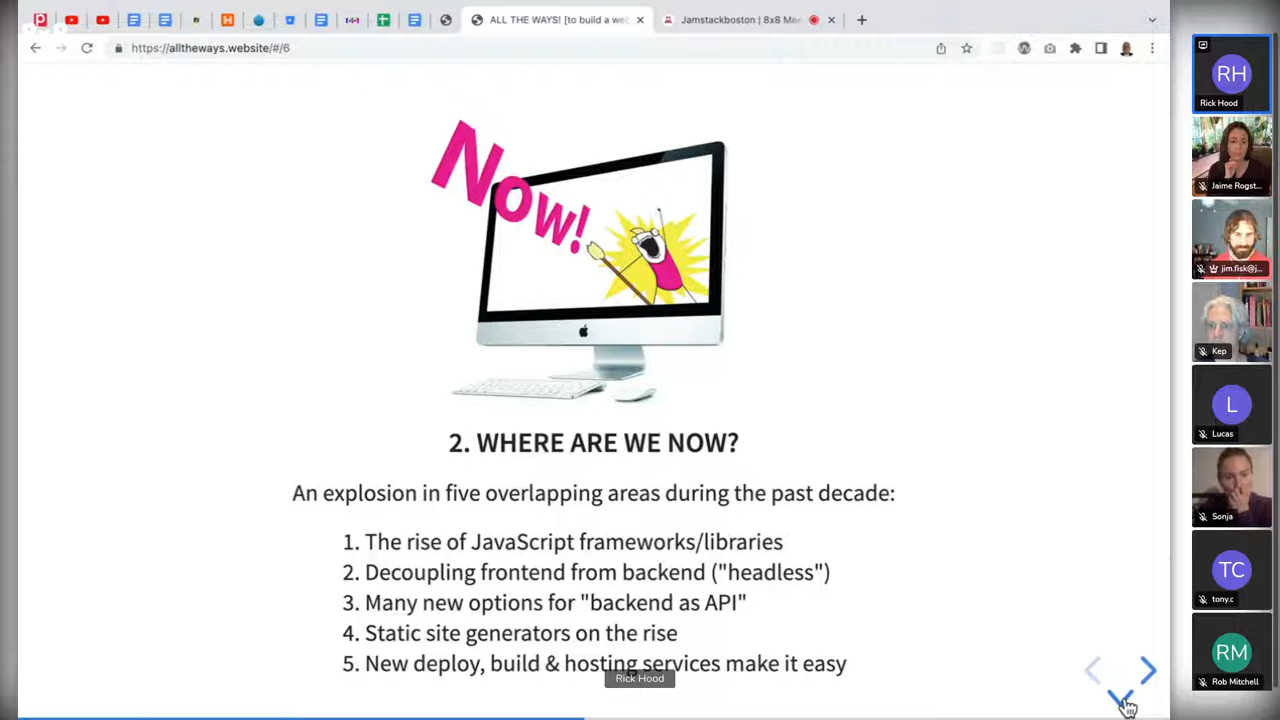 ALL THE WAYS! [to build a we
Jamstackboston | 8x8 Me
https://alltheways.website/#/6
Now!
2. WHERE ARE WE NOW?
An explosion in five overlapping areas during the past decade:
1. The rise of JavaScript frameworks/libraries
2. Decoupling frontend from backend ("headless")
3. Many new options for "backend as API"
4. Static site generators on the rise
5. New deploy, build & hosting services make it easy
Rick Hood
RH
Rick Hood
Jaime Rogst...
jim.fisk@j...
Kep
L
Lucas
Sonja
TC
tony.c
RM
Rob Mitchell